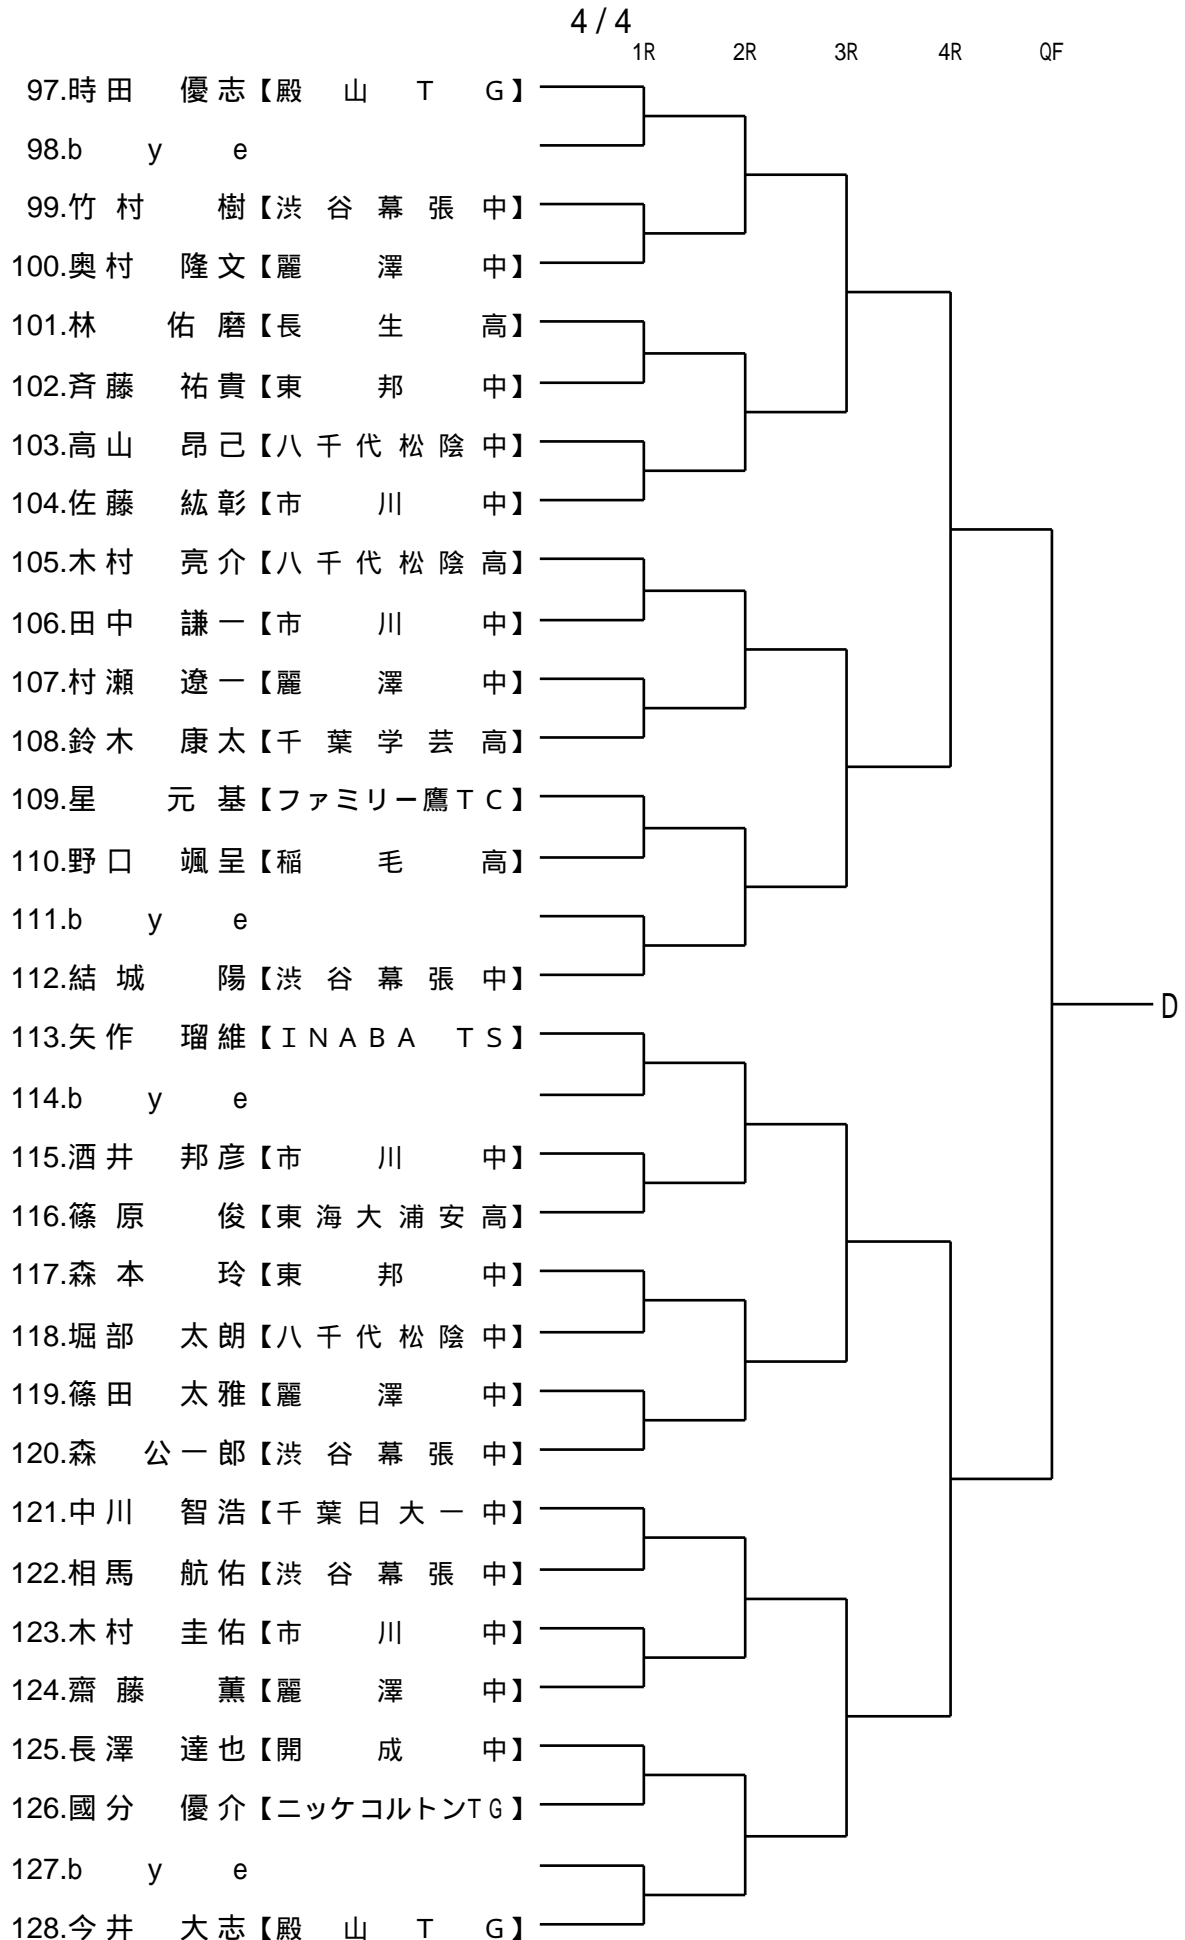 4 / 4
1R 2R 3R 4R QF
97.時田 優志【殿山TG】
98.bye
99.竹村 樹【渋谷幕張中】
100.奥村 隆文【麗澤中】
101.林 佑磨【長生高】
102.斉藤 祐貴【東邦中】
103.高山 昂己【八千代松陰中】
104.佐藤 紘彰【市川中】
105.木村 亮介【八千代松陰高】
106.田中 謙一【市川中】
107.村瀬 遼一【麗澤中】
108.鈴木 康太【千葉学芸高】
109.星 元基【ファミリー鷹TC】
110.野口 颯呈【稲毛高】
111.bye
112.結城 陽【渋谷幕張中】
D
113.矢作 瑠維【INABA TS】
114.bye
115.酒井 邦彦【市川中】
116.篠原 俊【東海大浦安高】
117.森本 玲【東邦中】
118.堀部 太朗【八千代松陰中】
119.篠田 太雅【麗澤中】
120.森 公一郎【渋谷幕張中】
121.中川 智浩【千葉日大一中】
122.相馬 航佑【渋谷幕張中】
123.木村 圭佑【市川中】
124.齋藤 薫【麗澤中】
125.長澤 達也【開成中】
126.國分 優介【ニッケコルトンTG】
127.bye
128.今井 大志【殿山TG】